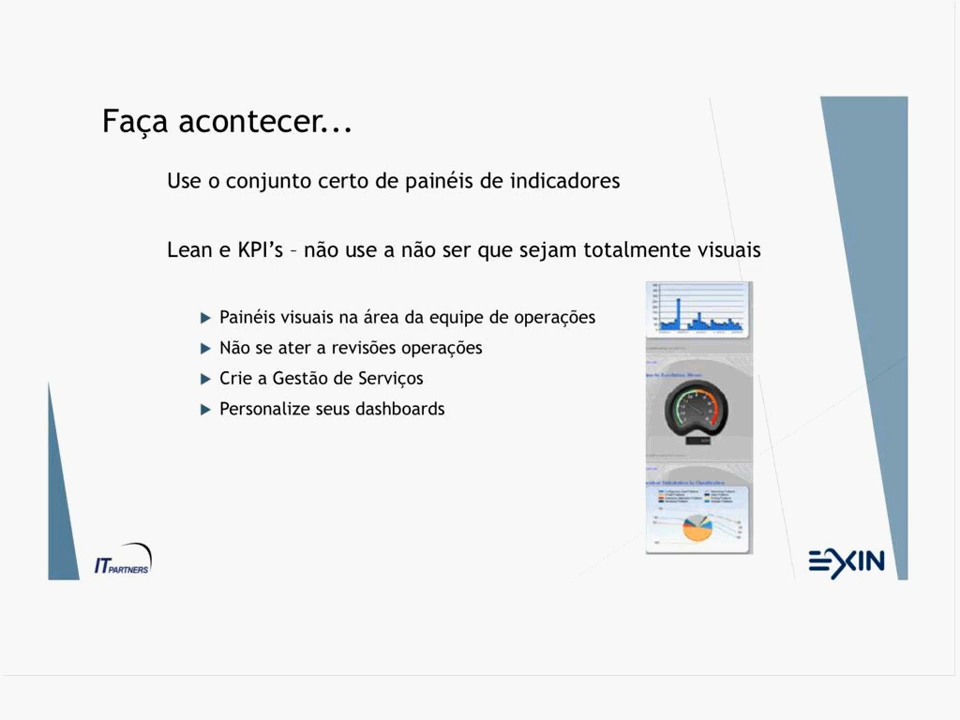 Faça acontecer...
Use o conjunto certo de painéis de indicadores
Lean e KPI’s – não use a não ser que sejam totalmente visuais
Painéis visuais na área da equipe de operações
Não se ater a revisões operações
Crie a Gestão de Serviços
Personalize seus dashboards
IT PARTNERS
EXIN